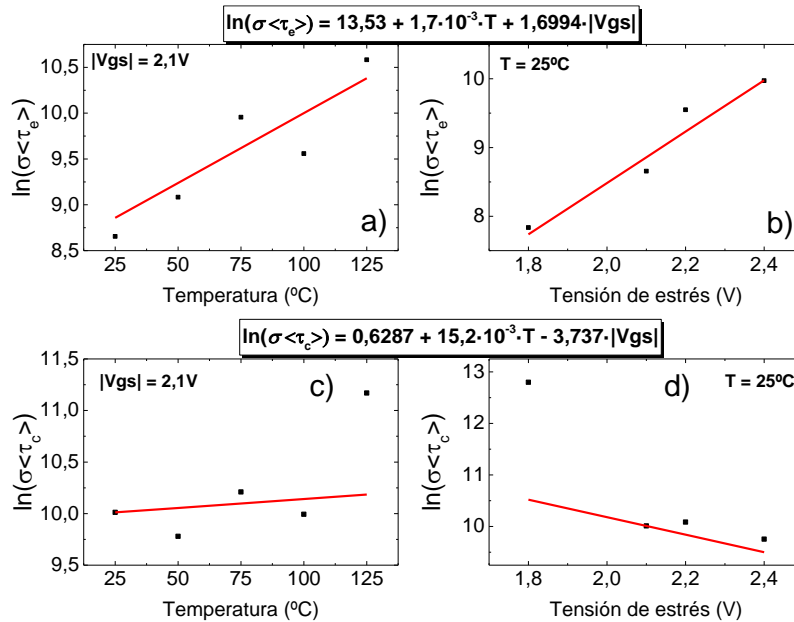 ln(σ<τe>) = 13,53 + 1,7·10⁻³·T + 1,6994·|Vgs|
|Vgs| = 2,1V
a)
ln(σ<τe>)
10,5
10,0
9,5
9,0
8,5
25 50 75 100 125
Temperatura (ºC)
T = 25ºC
b)
ln(σ<τe>)
10
9
8
1,8 2,0 2,2 2,4
Tensión de estrés (V)
ln(σ<τc>) = 0,6287 + 15,2·10⁻³·T - 3,737·|Vgs|
|Vgs| = 2,1V
c)
ln(σ<τc>)
11,5
11,0
10,5
10,0
9,5
25 50 75 100 125
Temperatura (ºC)
d)
T = 25ºC
ln(σ<τc>)
13
12
11
10
1,8 2,0 2,2 2,4
Tensión de estrés (V)